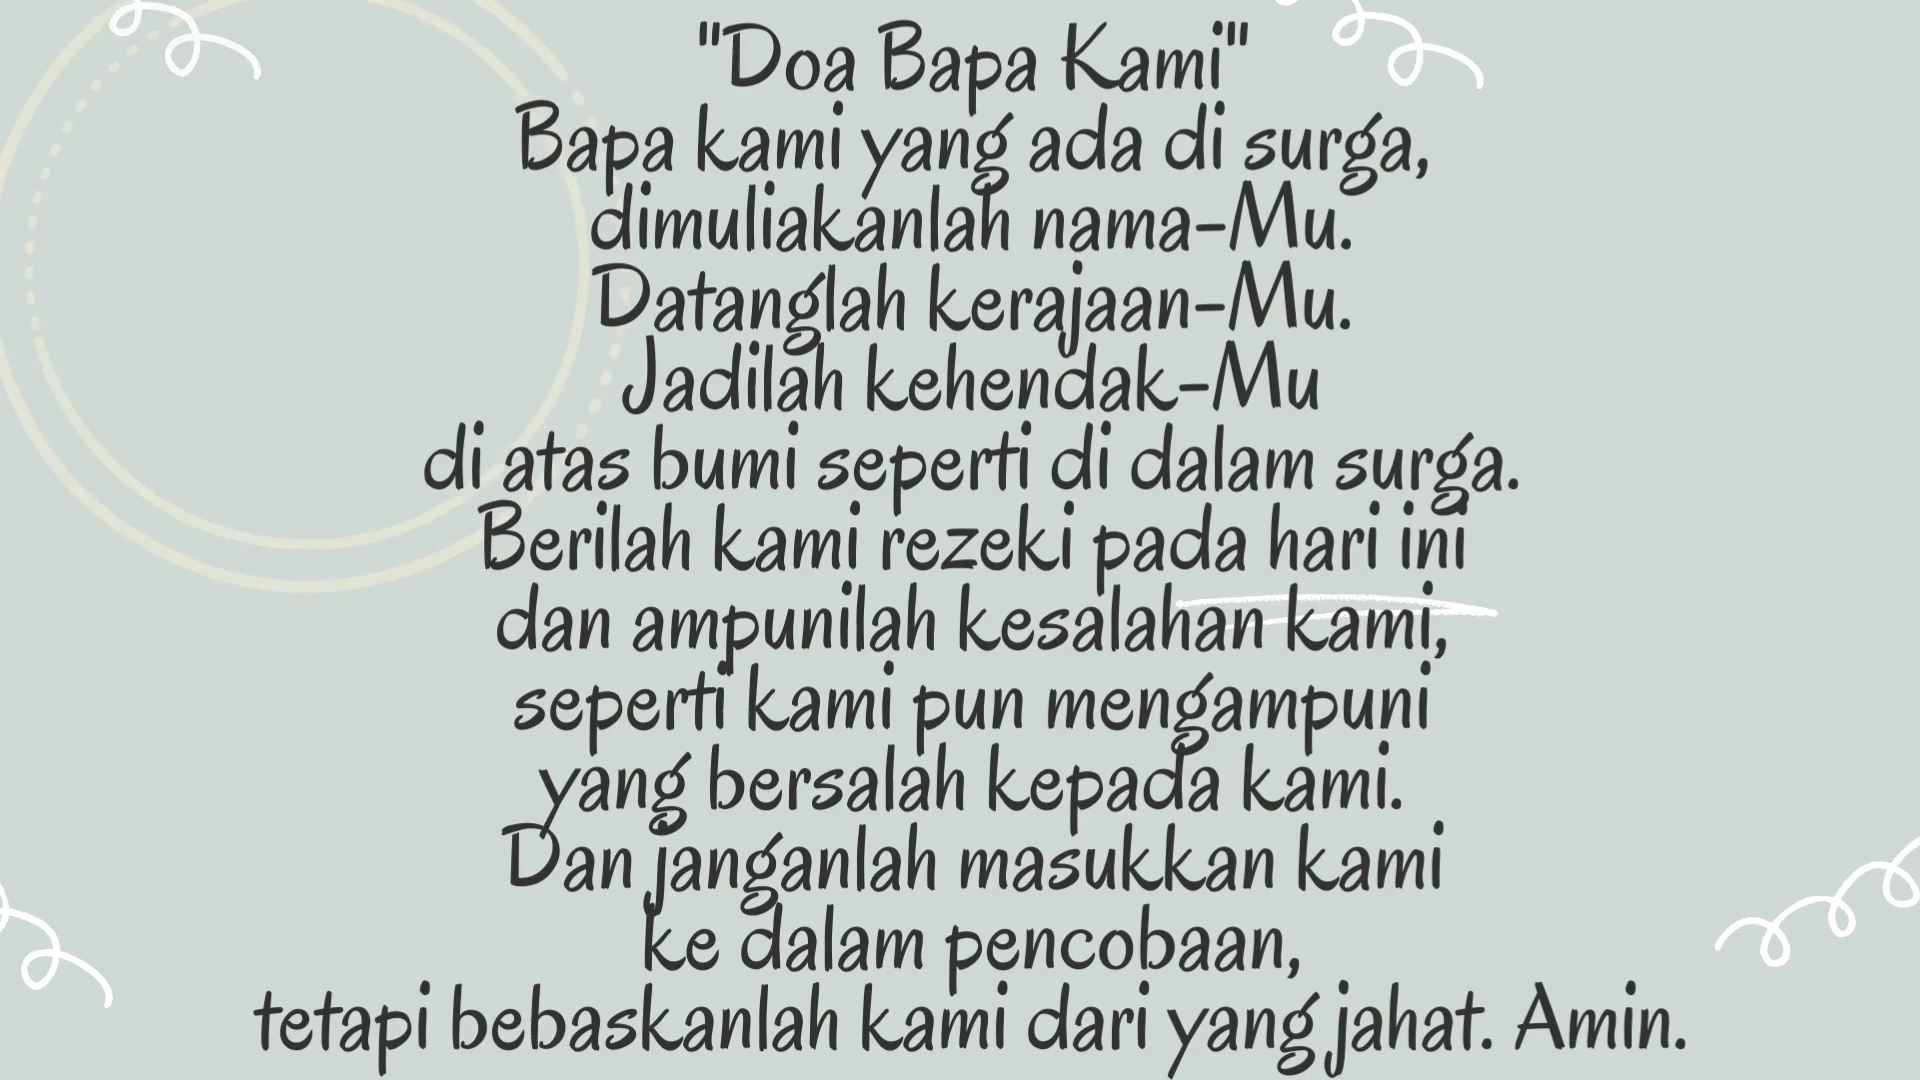 "Doa Bapa Kami"
Bapa kami yang ada di surga,
dimuliakanlah nama-Mu.
Datanglah kerajaan-Mu.
Jadilah kehendak-Mu
di atas bumi seperti di dalam surga.
Berilah kami rezeki pada hari ini
dan ampunilah kesalahan kami,
seperti kami pun mengampuni
yang bersalah kepada kami.
Dan janganlah masukkan kami
ke dalam pencobaan,
tetapi bebaskanlah kami dari yang jahat. Amin.